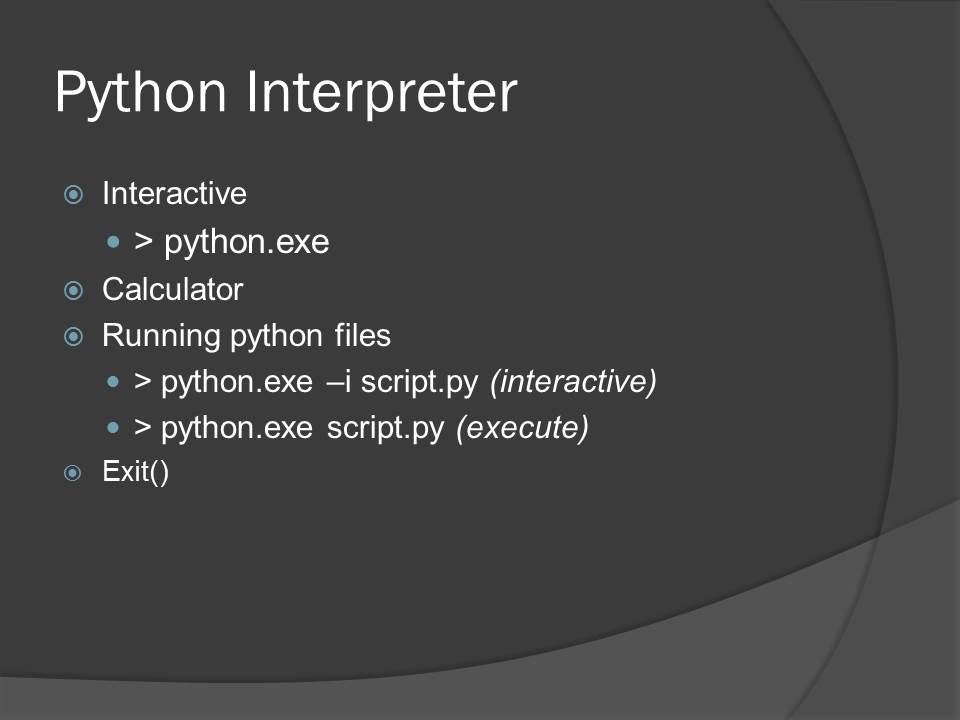 Python Interpreter
Interactive
> python.exe
Calculator
Running python files
> python.exe –i script.py (interactive)
> python.exe script.py (execute)
Exit()